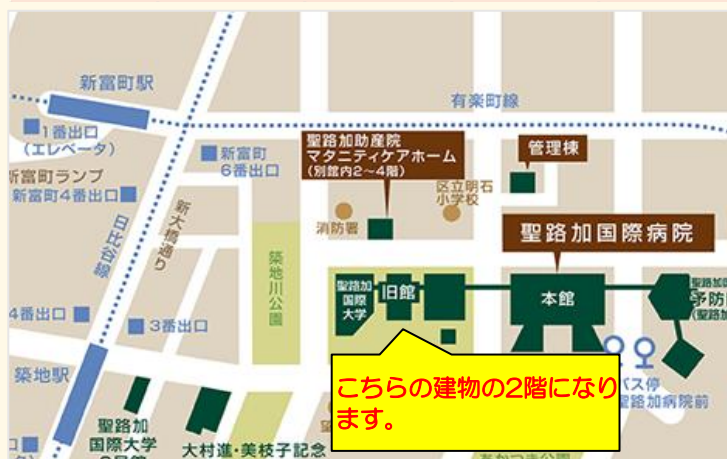 新富町駅
有楽町線
1番出口
(エレベータ)
新富町
6番出口
聖路加助産院
マタニティケアホーム
(別館内2~4階)
管理棟
新富町ランプ
新富町4番出口
区立明石
小学校
消防署
新大橋通り
日比谷線
聖路加国際病院
築地川公園
聖路加
国際
大学
旧館
本館
予防
4番出口
3番出口
こちらの建物の2階になり
ます。
バス停
聖路加病院前
築地駅
聖路加
国際大学
大村進・美枝子記念
あかつき公園